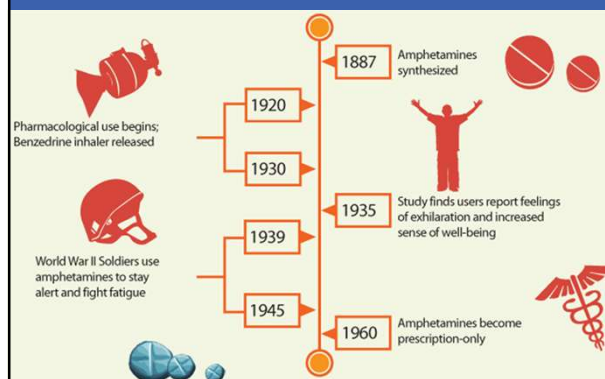 1887
Amphetamines
synthesized
1920
Pharmacological use begins;
Benzedrine inhaler released
1930
1935
Study finds users report feelings
of exhilaration and increased
sense of well-being
1939
World War II Soldiers use
amphetamines to stay
alert and fight fatigue
1945
1960
Amphetamines become
prescription-only